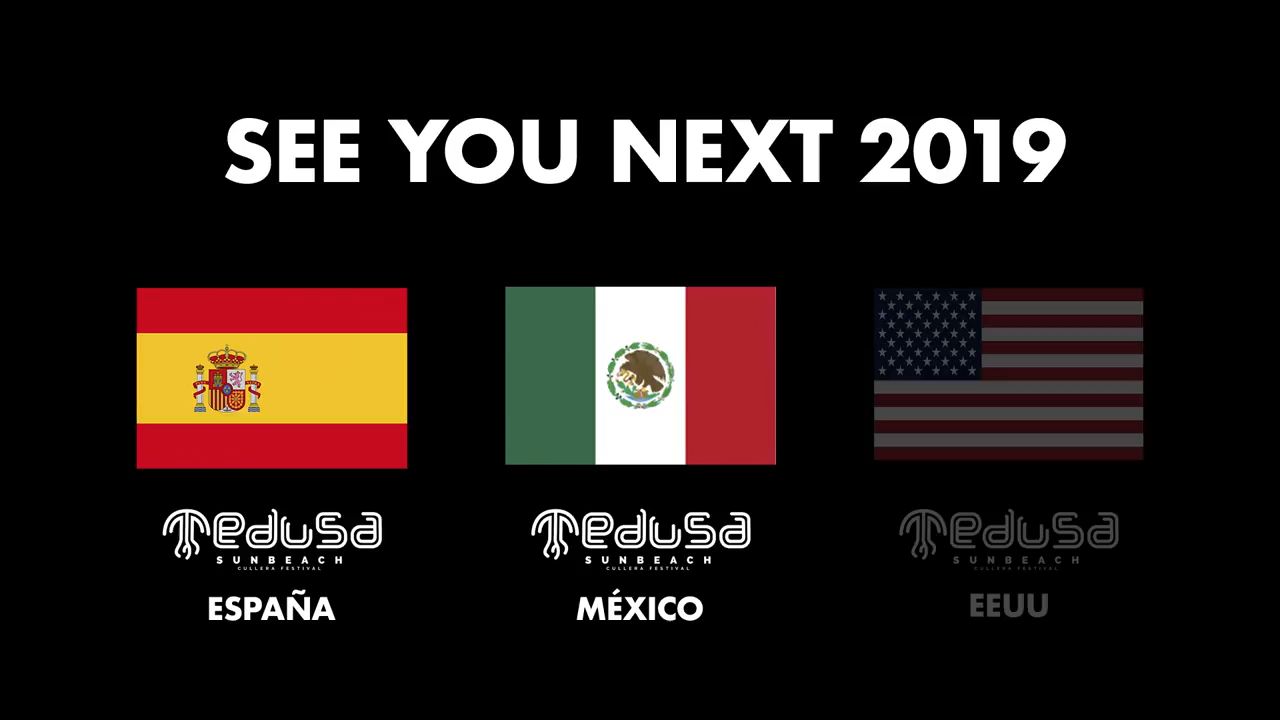 SEE YOU NEXT 2019
medusa
SUNBEACH
CULLERA FESTIVAL
ESPAÑA
medusa
SUNBEACH
CULLERA FESTIVAL
MÉXICO
medusa
SUNBEACH
CULLERA FESTIVAL
EEUU